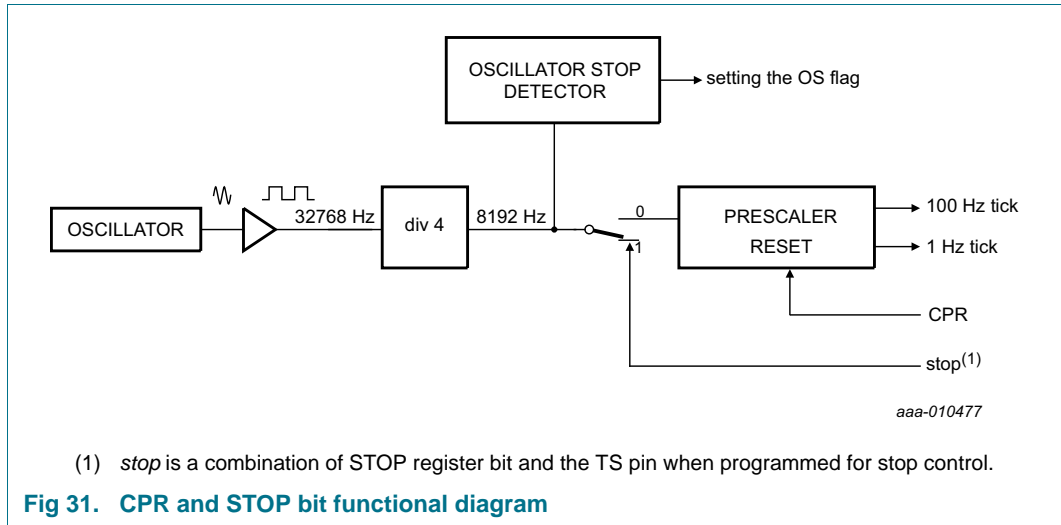 OSCILLATOR STOP
DETECTOR
setting the OS flag
OSCILLATOR
32768 Hz
div 4
8192 Hz
0
1
PRESCALER
RESET
100 Hz tick
1 Hz tick
CPR
stop(1)
aaa-010477
(1) stop is a combination of STOP register bit and the TS pin when programmed for stop control.
Fig 31. CPR and STOP bit functional diagram